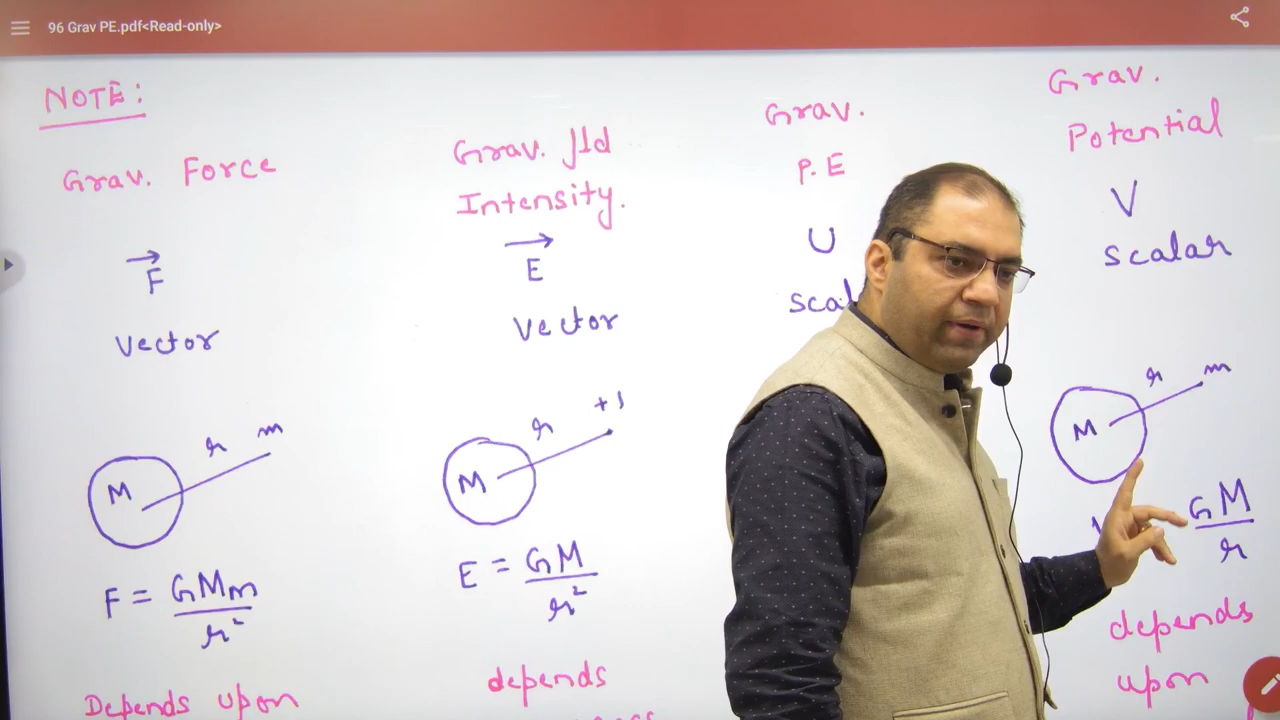 96 Grav PE.pdf<Read-only>
NOTE:
Grav. Force
F
Vector
M r m
F = GMm / r²
Depends upon
Grav. fld
Intensity.
E
Vector
M r +1
E = GM / r²
depends
Grav.
P.E
U
Grav.
Potential
V
Scalar
M r m
GM / r
depends
upon